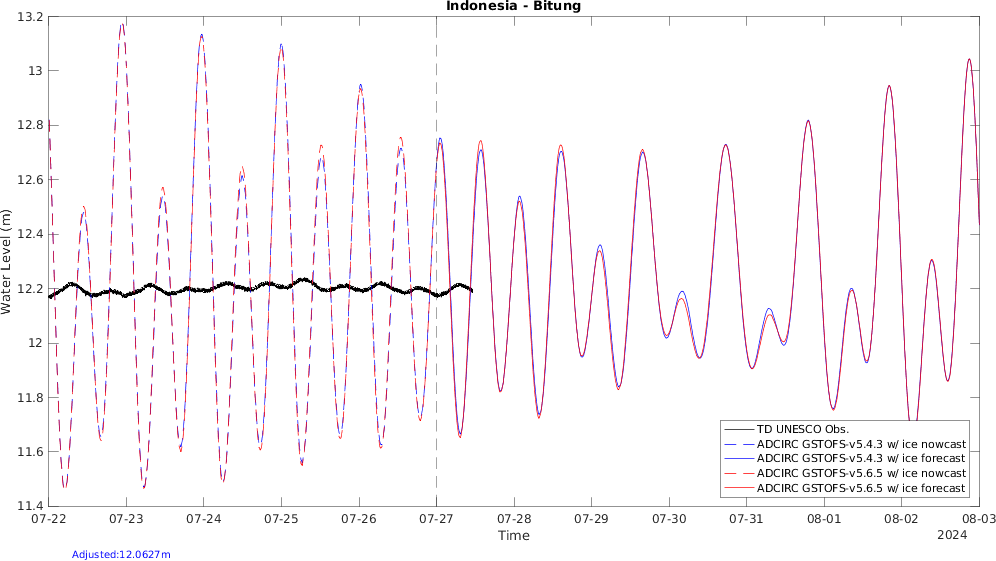 Indonesia - Bitung
13.2
13
12.8
12.6
12.4
12.2
12
11.8
11.6
11.4
Water Level (m)
TD UNESCO Obs.
ADCIRC GSTOFS-v5.4.3 w/ ice nowcast
ADCIRC GSTOFS-v5.4.3 w/ ice forecast
ADCIRC GSTOFS-v5.6.5 w/ ice nowcast
ADCIRC GSTOFS-v5.6.5 w/ ice forecast
07-22 07-23 07-24 07-25 07-26 07-27 07-28 07-29 07-30 07-31 08-01 08-02 08-03
Time
2024
Adjusted:12.0627m